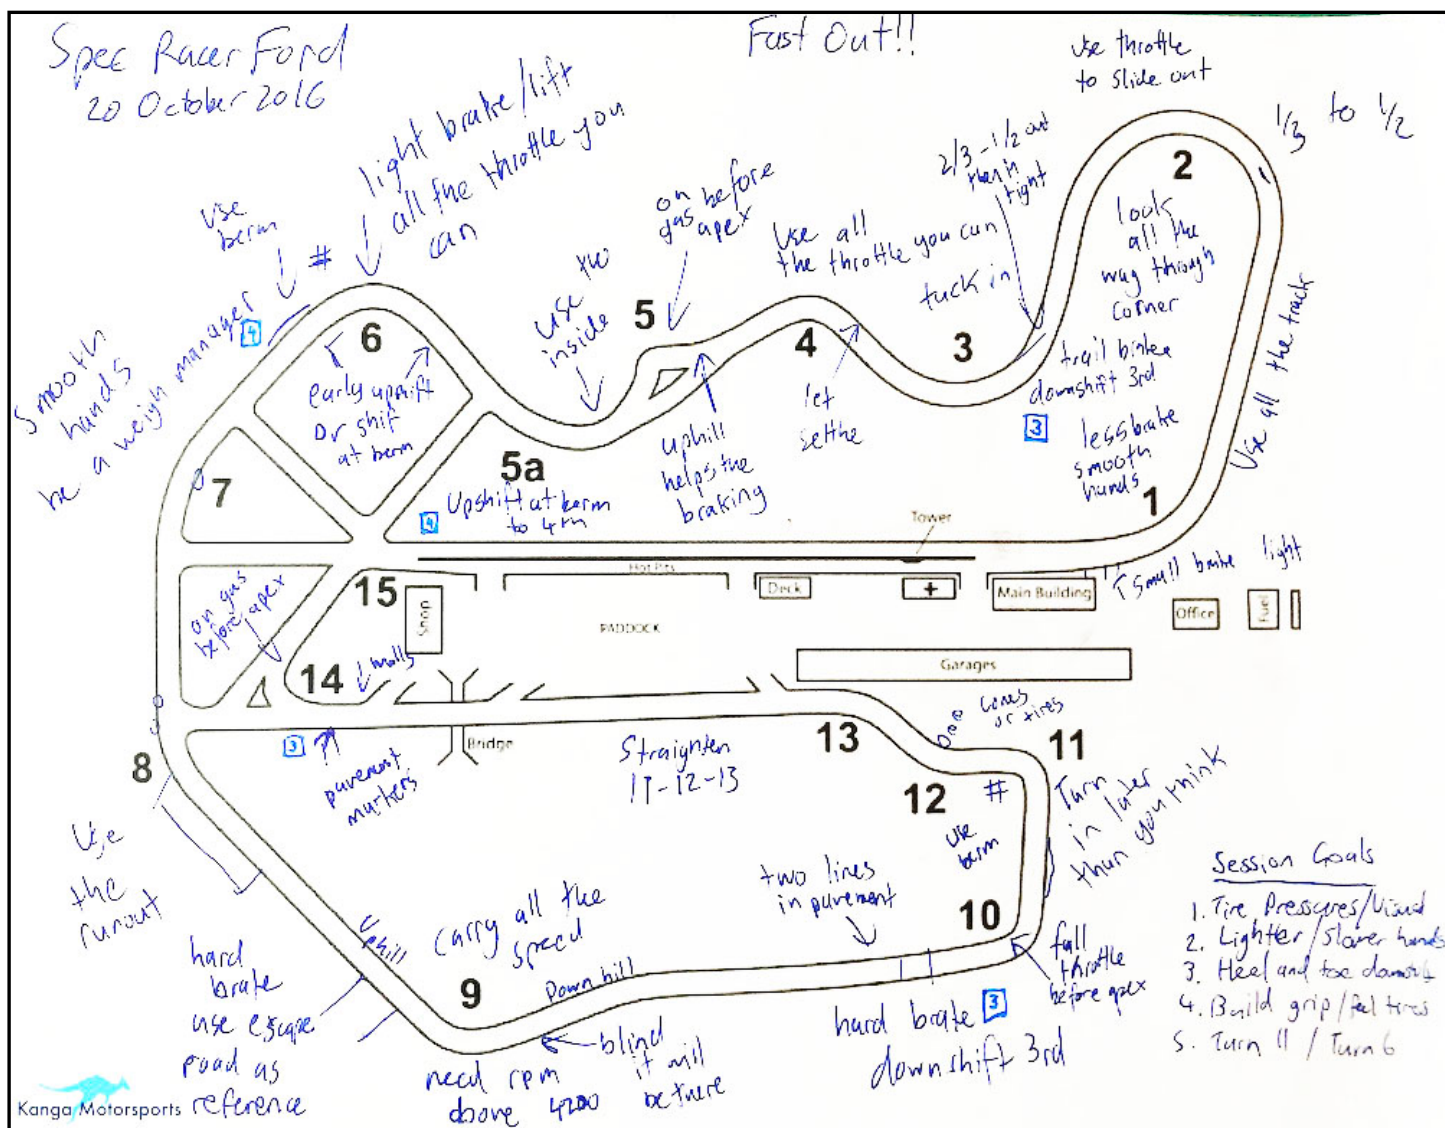 Spec Racer Ford
20 October 2016
Fast Out!!
use throttle
to slide out
1/3 to 1/2
light brake/lift
all the throttle you
can
use
berm
#
4
smooth
hands
be a weigh manager
6
early upshift
or shift
at berm
use
inside
5
on
gas before
apex
use all
the throttle you can
2/3 - 1/2 out
then in
tight
tuck in
2
look
all the
way through
corner
4
3
let
settle
trail brake
downshift 3rd
3
less brake
smooth
hands
Use all the track
uphill
helps the
braking
5a
upshift at berm
to 4th
4
7
1
Tower
Hot Pits
Deck
+
Main Building
small brake light
Office
Fuel
15
Shop
PADDOCK
Garages
on gas
before apex
14
walls
8
3
Bridge
pavement
markers
Straighten
11-12-13
13
cones
or tires
11
12
#
use
berm
Turn
in later
than you think
Use
the
runout
two lines
in pavement
10
full
throttle
before apex
hard
brake
use escape
road as
reference
uphill
carry all the
speed
9
Down hill
blind
it will
be there
need rpm
above 4200
hard brake 3
downshift 3rd
Session Goals
1. Tire Pressures/Visual
2. Lighter/Slower hands
3. Heel and toe downshift
4. Build grip/feel tires
5. Turn 11 / Turn 6
Kanga Motorsports